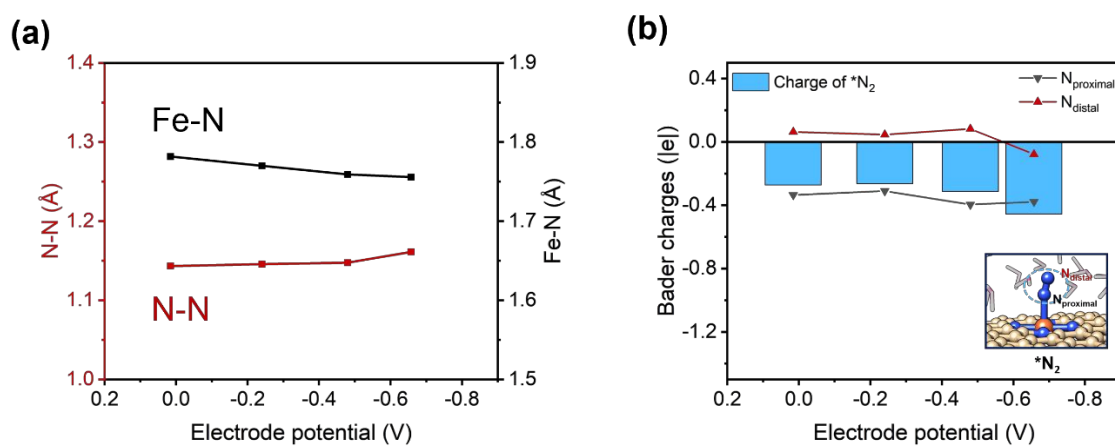 (a)
1.4
1.3
1.2
1.1
1.0
N-N (Å)
Fe-N
N-N
1.9
1.8
1.7
1.6
1.5
Fe-N (Å)
0.2 0.0 -0.2 -0.4 -0.6 -0.8
Electrode potential (V)
(b)
0.4
0.0
-0.4
-0.8
-1.2
Bader charges (|e|)
Charge of *N₂
Nproximal
Ndistal
Ndistal
Nproximal
*N₂
0.2 0.0 -0.2 -0.4 -0.6 -0.8
Electrode potential (V)